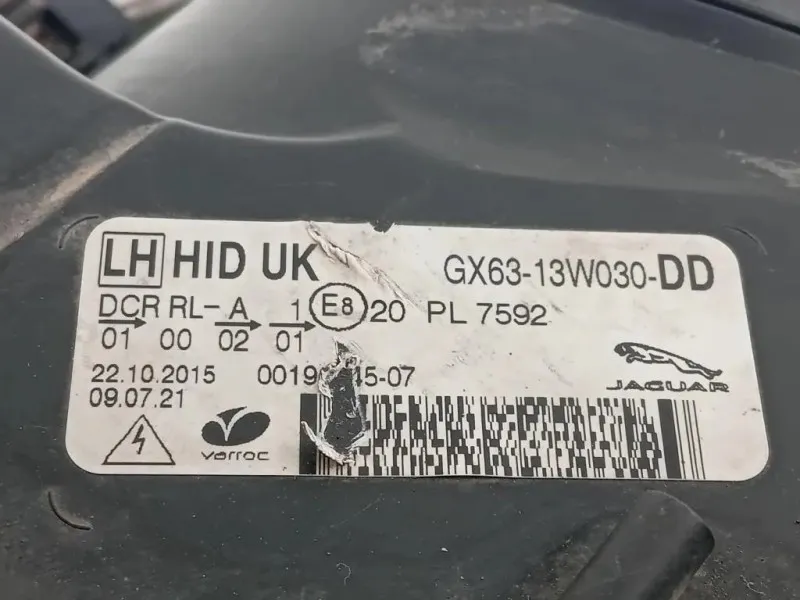 LH HID UK GX63-13W030-DD
DCR RL- A 1 E8 20 PL 7592
01 00 02 01
22.10.2015
09.07.21
JAGUAR
varroc